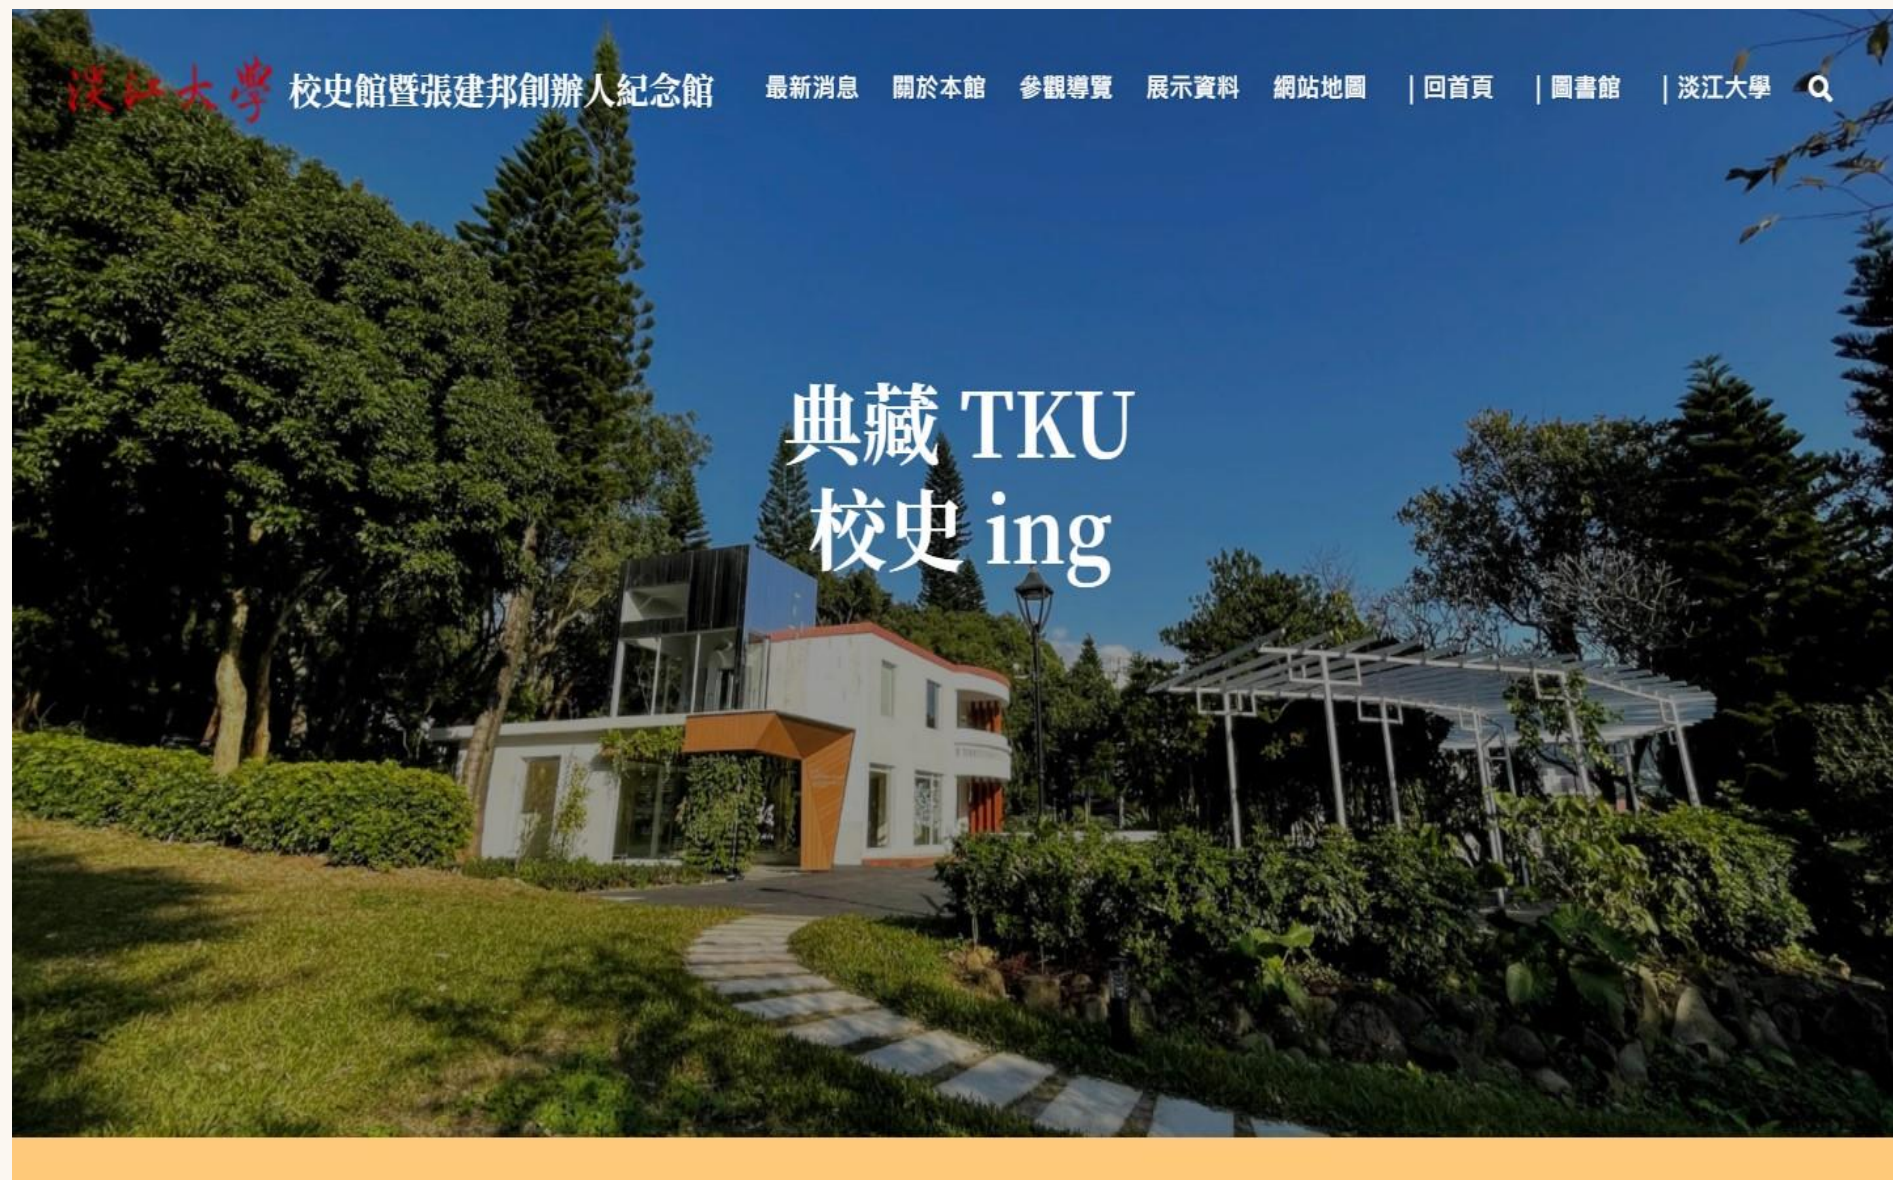 淡江大學 校史館暨張建邦創辦人紀念館 最新消息 關於本館 參觀導覽 展示資料 網站地圖 | 回首頁 | 圖書館 | 淡江大學
典藏 TKU
校史 ing